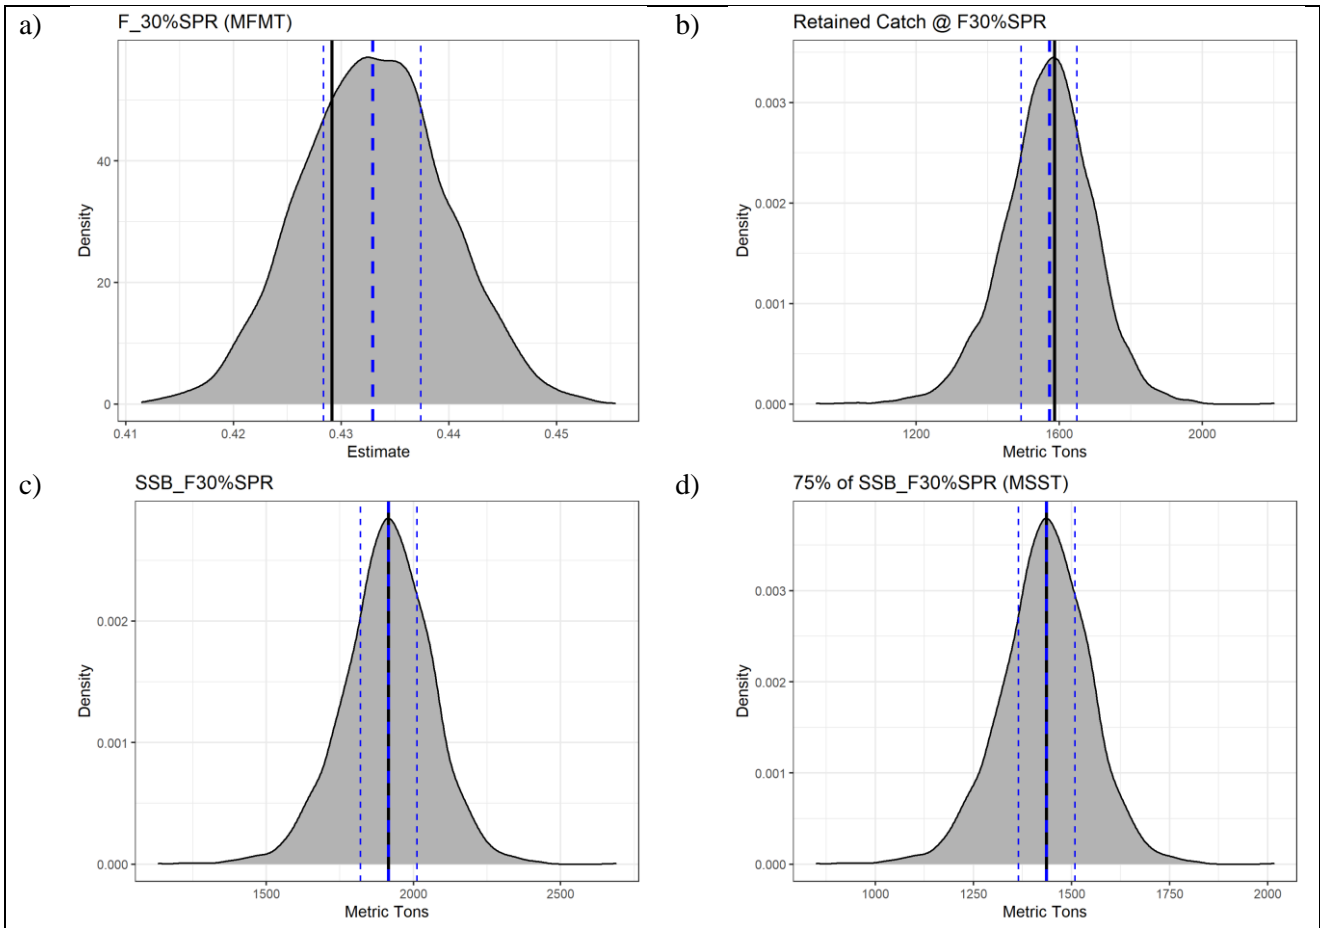 a)
F_30%SPR (MFMT)
Density
40
20
0
0.41 0.42 0.43 0.44 0.45
Estimate
b)
Retained Catch @ F30%SPR
Density
0.003
0.002
0.001
0.000
1200 1600 2000
Metric Tons
c)
SSB_F30%SPR
Density
0.002
0.001
0.000
1500 2000 2500
Metric Tons
d)
75% of SSB_F30%SPR (MSST)
Density
0.003
0.002
0.001
0.000
1000 1250 1500 1750 2000
Metric Tons